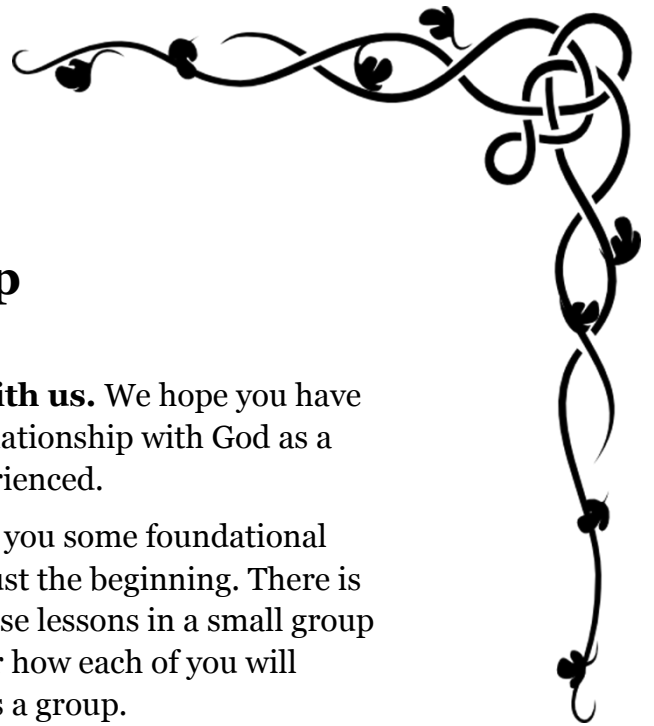 p
ith us. We hope you have
ationship with God as a
rienced.
you some foundational
ust the beginning. There is
se lessons in a small group
r how each of you will
s a group.